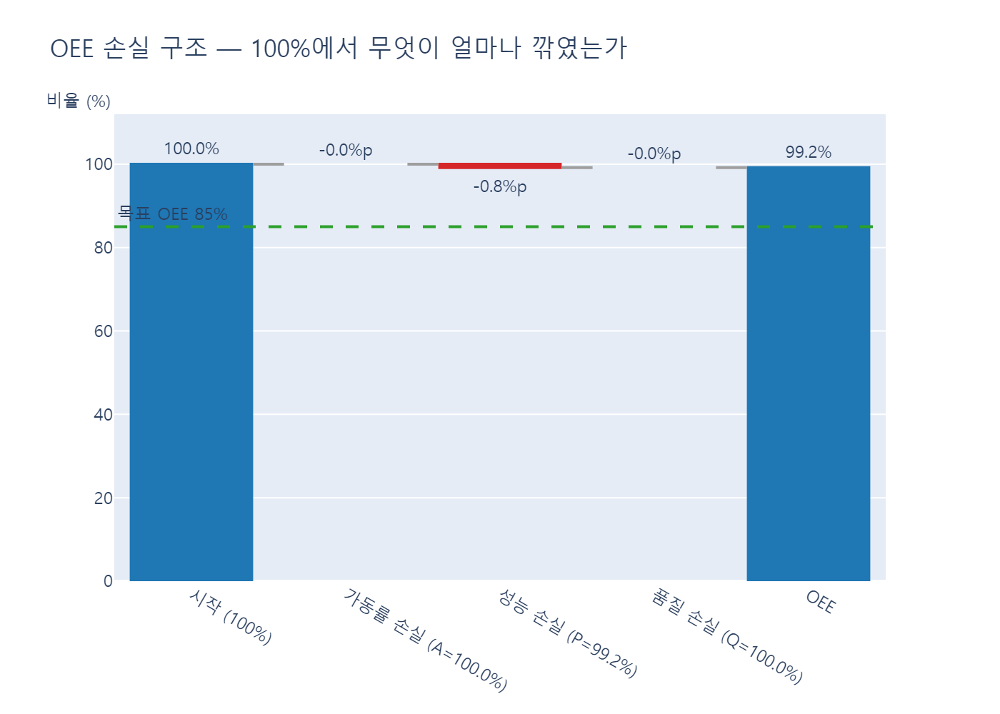 OEE 손실 구조 — 100%에서 무엇이 얼마나 깎였는가
비율 (%)
100.0%
-0.0%p
-0.8%p
-0.0%p
99.2%
목표 OEE 85%
100
80
60
40
20
0
시작 (100%)
가동률 손실 (A=100.0%)
성능 손실 (P=99.2%)
품질 손실 (Q=100.0%)
OEE